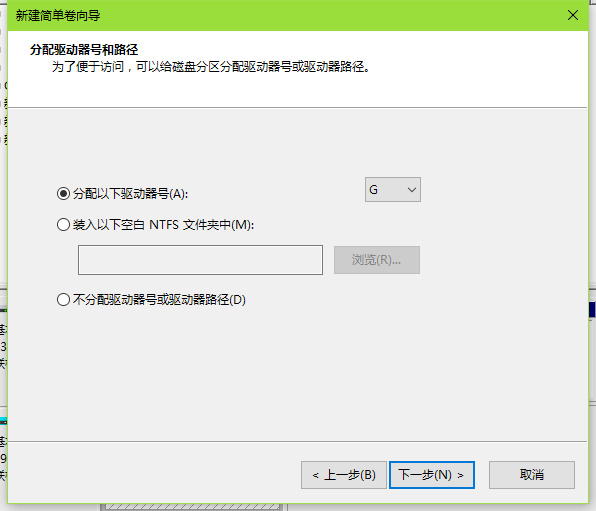 新建简单卷向导
分配驱动器号和路径
为了便于访问，可以给磁盘分区分配驱动器号或驱动器路径。
分配以下驱动器号(A):
G
装入以下空白 NTFS 文件夹中(M):
浏览(R)...
不分配驱动器号或驱动器路径(D)
< 上一步(B)
下一步(N) >
取消